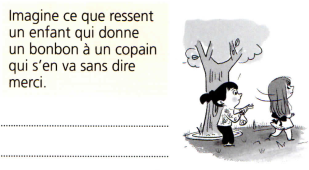 Imagine ce que ressent
un enfant qui donne
un bonbon à un copain
qui s'en va sans dire
merci.